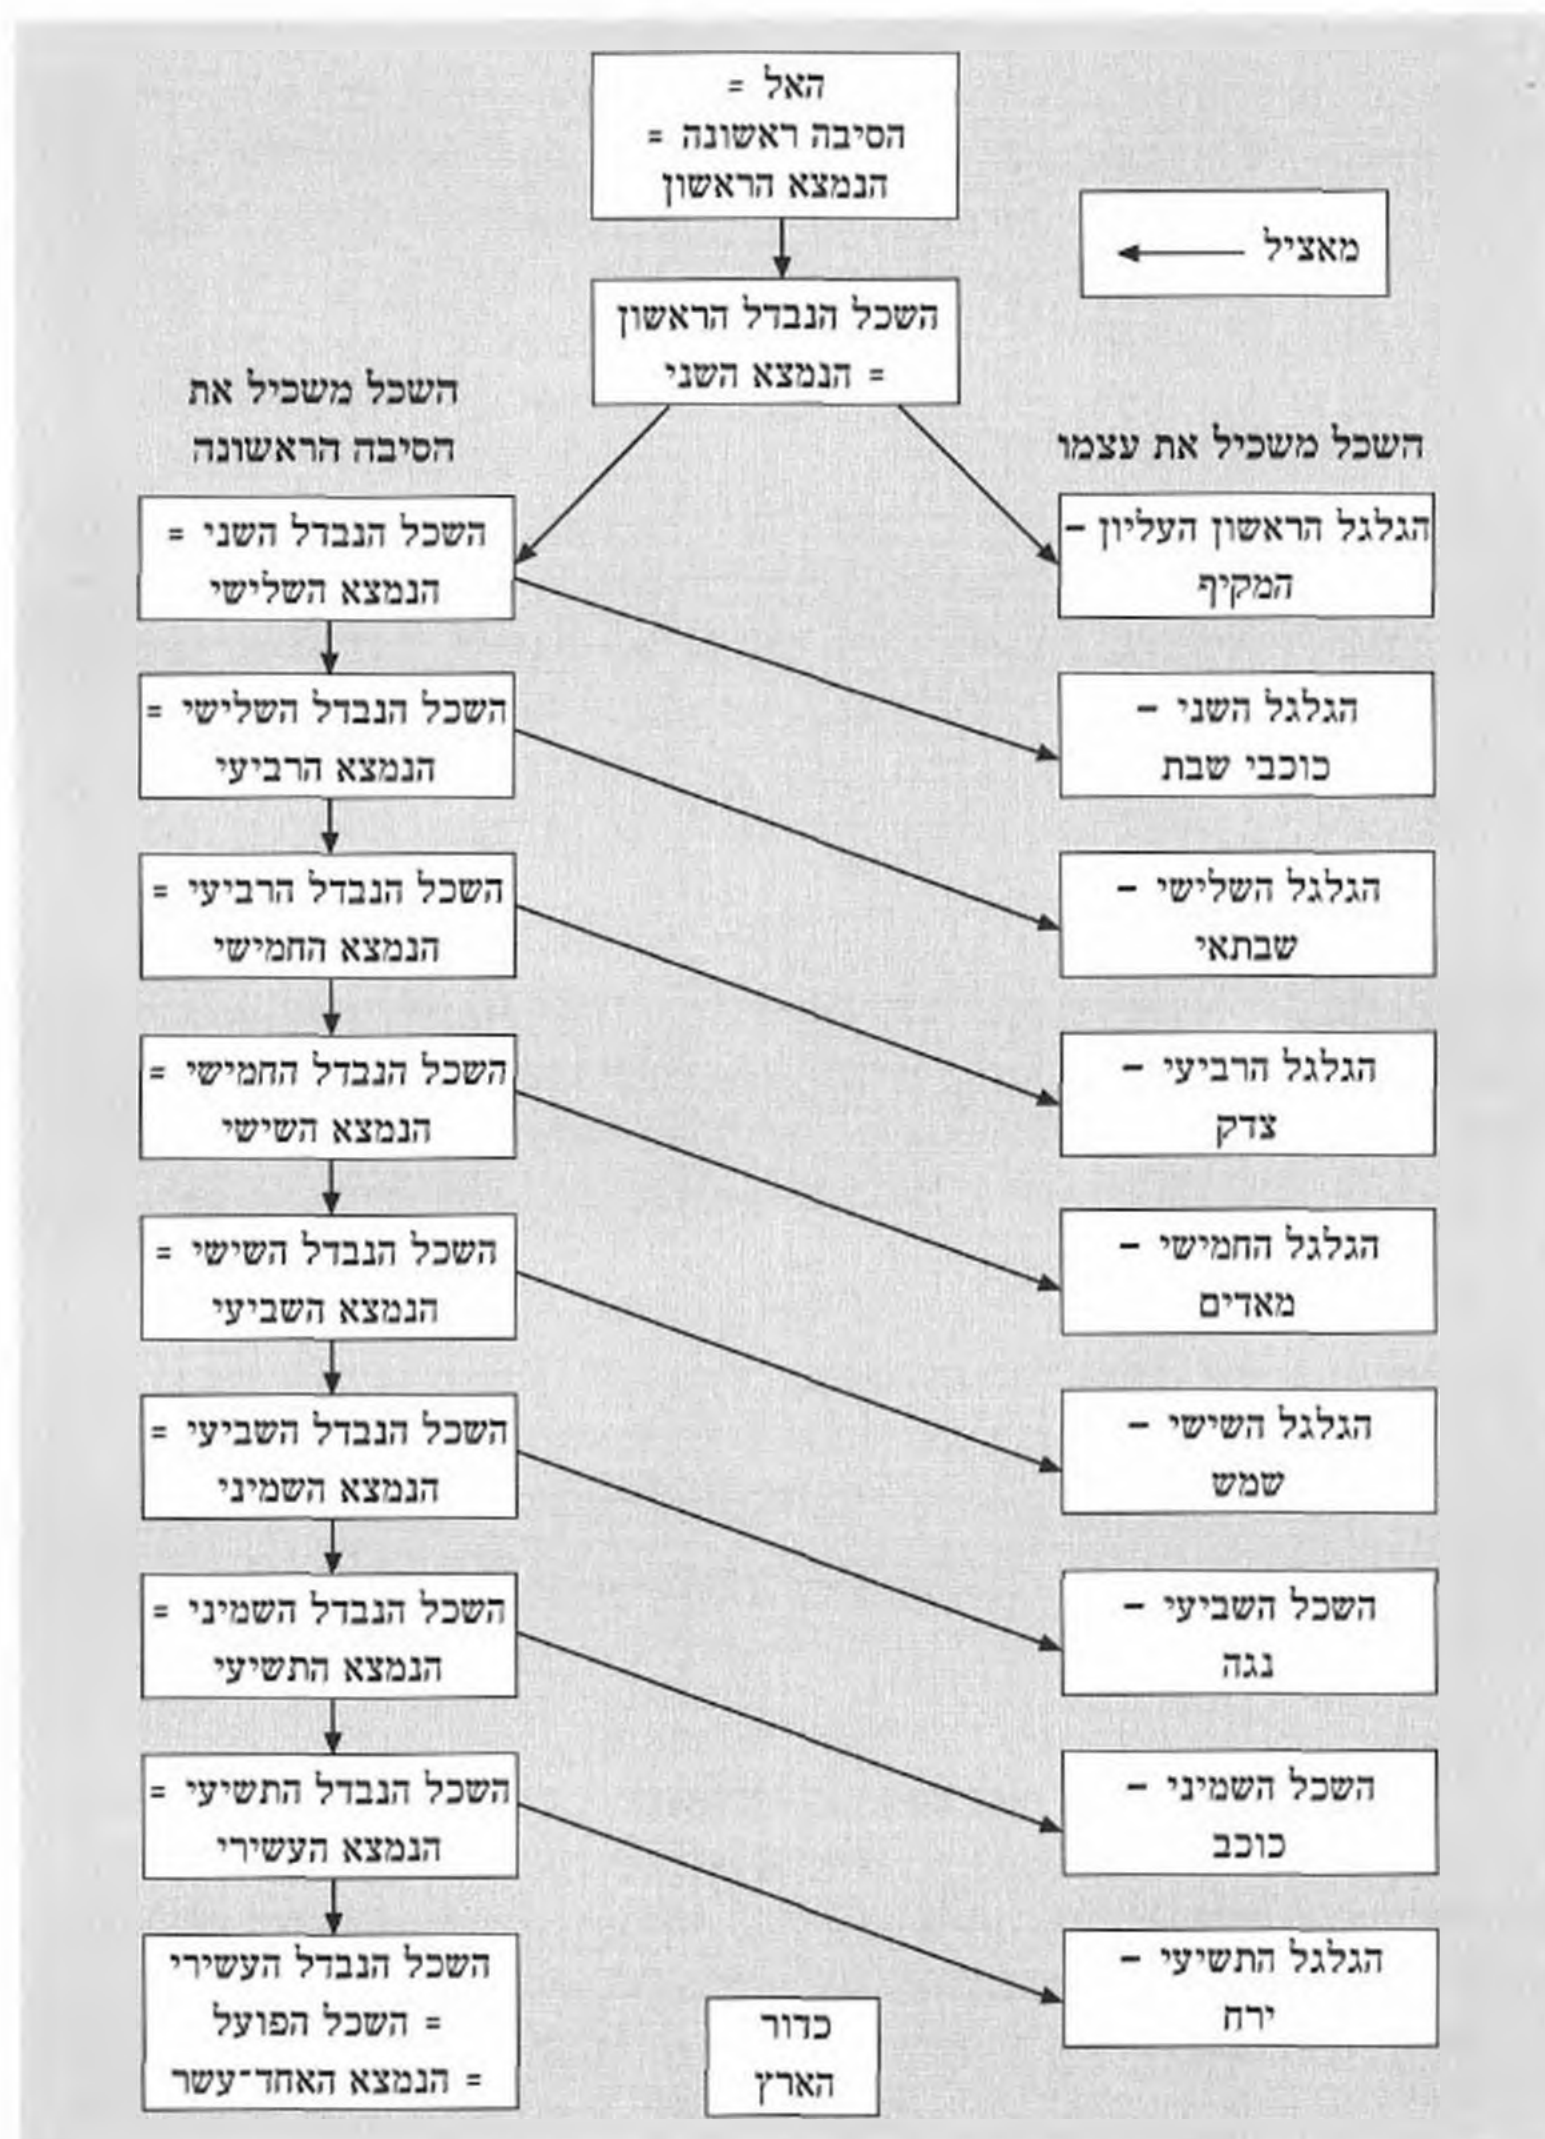 האל =
הסיבה ראשונה =
הנמצא הראשון
מאציל
השכל הנבדל הראשון
= הנמצא השני
השכל משכיל את עצמו
השכל משכיל את
הסיבה הראשונה
הגלגל הראשון העליון –
המקיף
השכל הנבדל השני =
הנמצא השלישי
הגלגל השני –
כוכבי שבת
השכל הנבדל השלישי =
הנמצא הרביעי
הגלגל השלישי –
שבתאי
השכל הנבדל הרביעי =
הנמצא החמישי
הגלגל הרביעי –
צדק
השכל הנבדל החמישי =
הנמצא השישי
הגלגל החמישי –
מאדים
השכל הנבדל השישי =
הנמצא השביעי
הגלגל השישי –
שמש
השכל הנבדל השביעי =
הנמצא השמיני
השכל השביעי –
נגה
השכל הנבדל השמיני =
הנמצא התשיעי
השכל השמיני –
כוכב
השכל הנבדל התשיעי =
הנמצא העשירי
הגלגל התשיעי –
ירח
השכל הנבדל העשירי
= השכל הפועל
= הנמצא האחד־עשר
כדור
הארץ